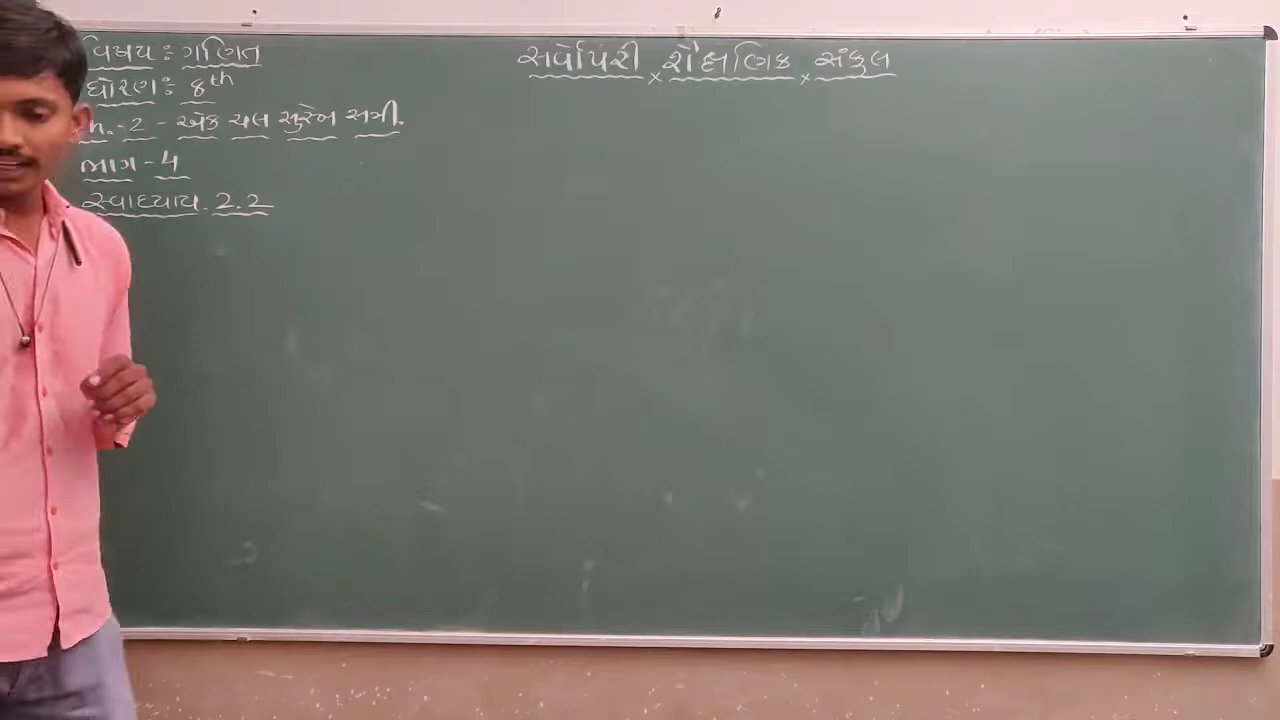 સર્વોપરી શૈક્ષણિક સંકુલ
વિષય : ગણિત
ધોરણ : 8th
h. - 2 - એક ચલ સુરેખ સમી.
ભાગ - 4
સ્વાધ્યાય. 2.2